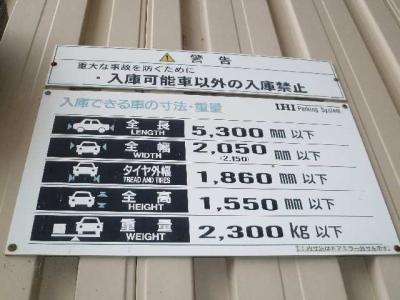 ⚠ 警告
重大な事故を防ぐために
・入庫可能車以外の入庫禁止
入庫できる車の寸法・重量 IHI Parking System
全長 LENGTH 5,300 mm 以下
全幅 WIDTH 2,050 (2,150) mm 以下
タイヤ外幅 TREAD AND TIRES 1,860 mm 以下
全高 HEIGHT 1,550 mm 以下
重量 WEIGHT 2,300 kg 以下